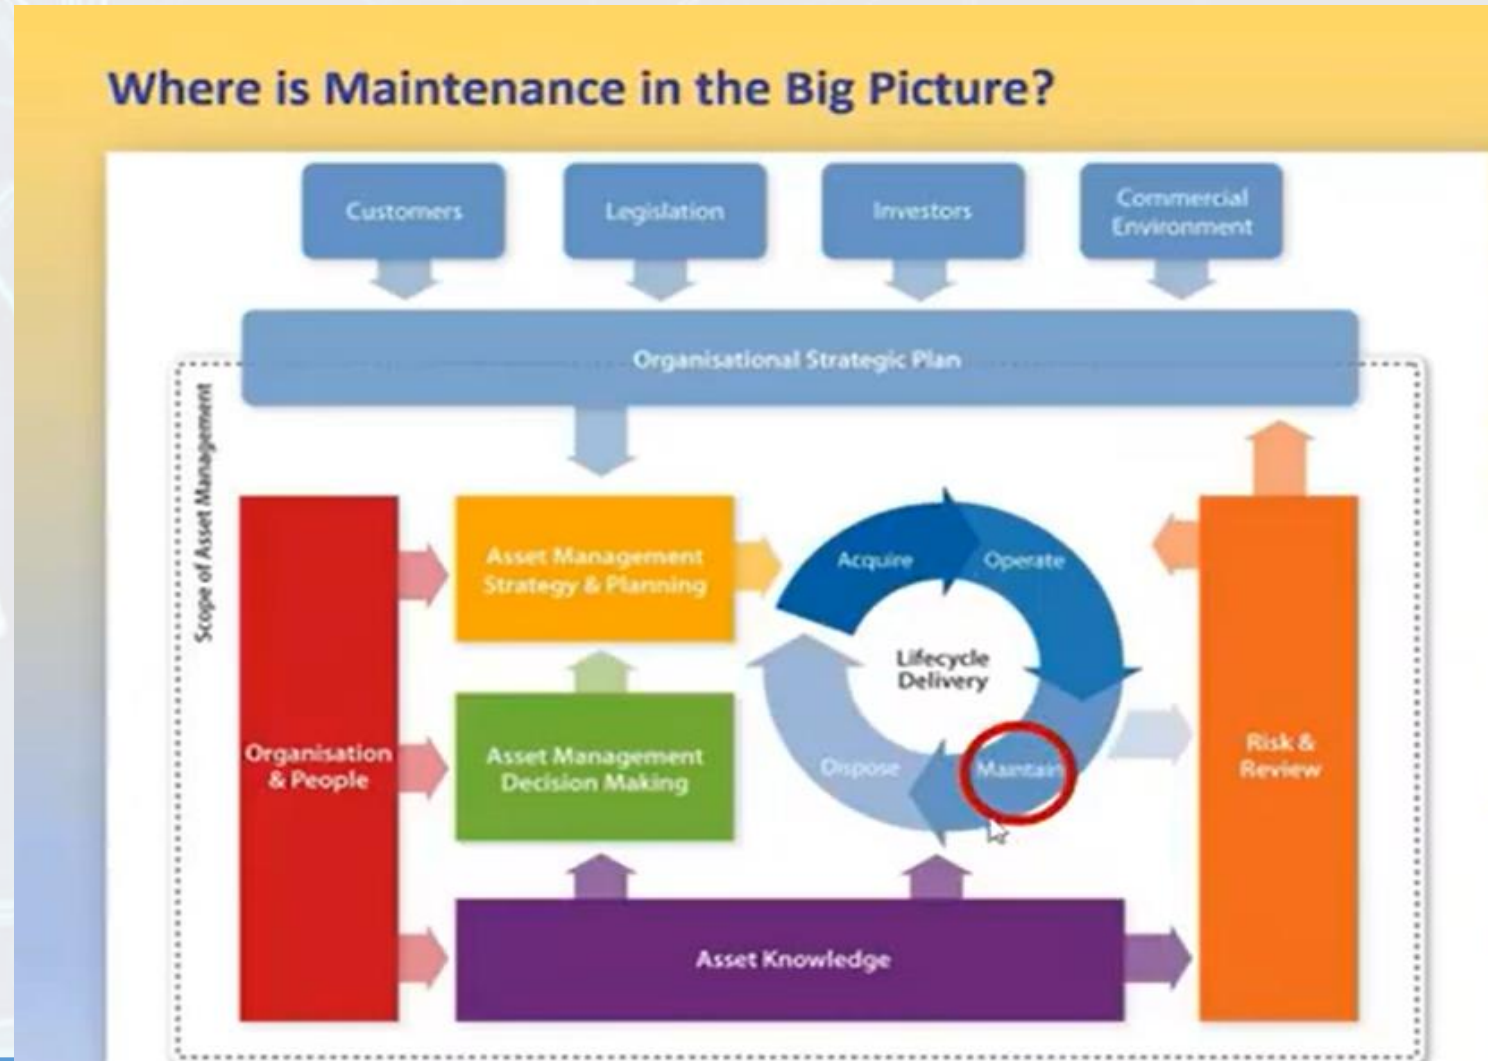 Where is Maintenance in the Big Picture?
Customers
Legislation
Investors
Commercial
Environment
Organisational Strategic Plan
Scope of Asset Management
Asset Management
Strategy & Planning
Acquire
Operate
Lifecycle
Delivery
Organisation
& People
Asset Management
Decision Making
Dispose
Maintain
Risk &
Review
Asset Knowledge